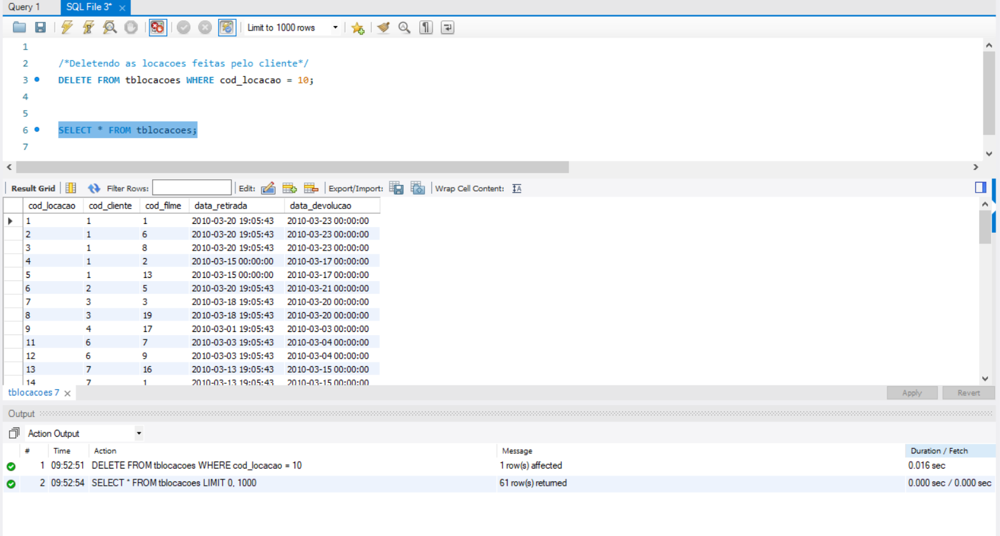 Query 1 SQL File 3* ×
Limit to 1000 rows
1
2 /*Deletendo as locacoes feitas pelo cliente*/
3 DELETE FROM tblocacoes WHERE cod_locacao = 10;
4
5
6 SELECT * FROM tblocacoes;
7
Result Grid Filter Rows: Edit: Export/Import: Wrap Cell Content: IA
cod_locacao cod_cliente cod_filme data_retirada data_devolucao
1 1 1 2010-03-20 19:05:43 2010-03-23 00:00:00
2 1 6 2010-03-20 19:05:43 2010-03-23 00:00:00
3 1 8 2010-03-20 19:05:43 2010-03-23 00:00:00
4 1 2 2010-03-15 00:00:00 2010-03-17 00:00:00
5 1 13 2010-03-15 00:00:00 2010-03-17 00:00:00
6 2 5 2010-03-20 19:05:43 2010-03-21 00:00:00
7 3 3 2010-03-18 19:05:43 2010-03-20 00:00:00
8 3 19 2010-03-18 19:05:43 2010-03-20 00:00:00
9 4 17 2010-03-01 19:05:43 2010-03-03 00:00:00
11 6 7 2010-03-03 19:05:43 2010-03-04 00:00:00
12 6 9 2010-03-03 19:05:43 2010-03-04 00:00:00
13 7 16 2010-03-13 19:05:43 2010-03-15 00:00:00
14 7 1 2010-03-13 19:05:43 2010-03-15 00:00:00
tblocacoes 7 × Apply Revert
Output
Action Output
# Time Action Message Duration / Fetch
1 09:52:51 DELETE FROM tblocacoes WHERE cod_locacao = 10 1 row(s) affected 0.016 sec
2 09:52:54 SELECT * FROM tblocacoes LIMIT 0, 1000 61 row(s) returned 0.000 sec / 0.000 sec